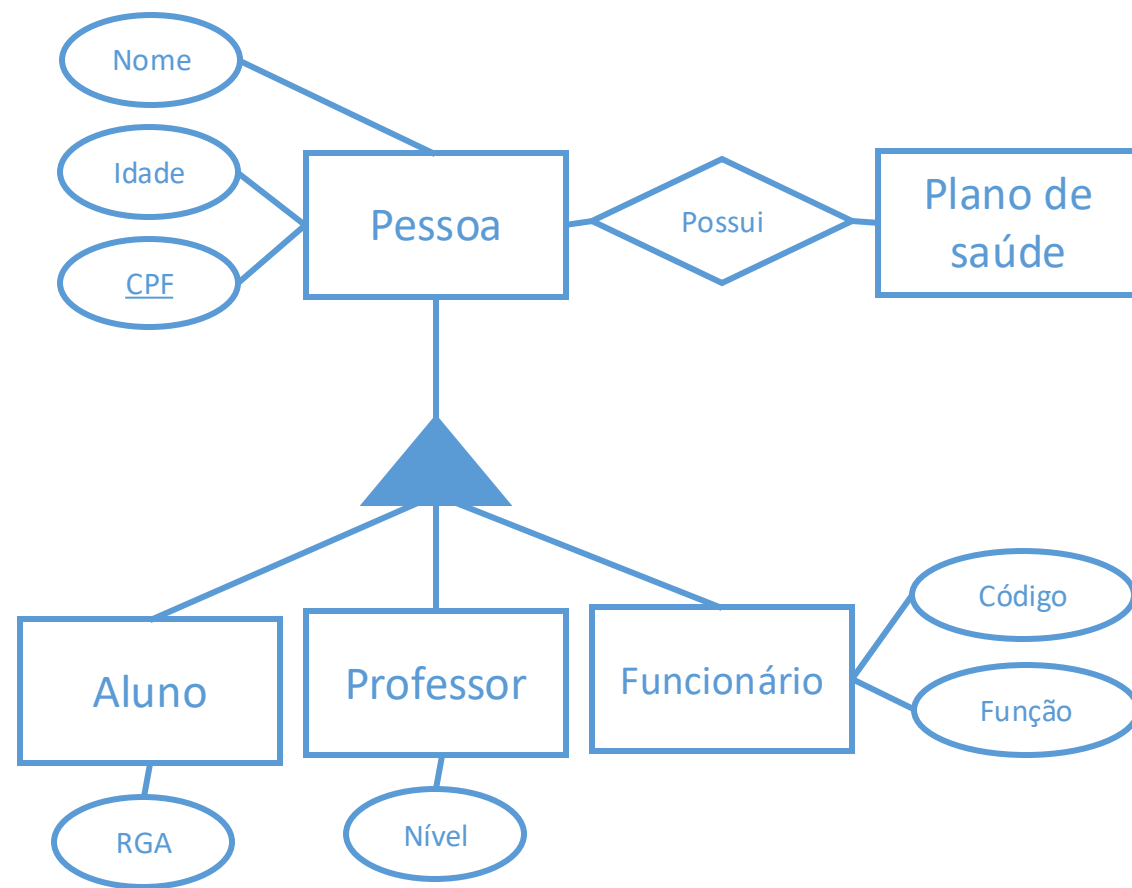 Nome
Idade
CPF
Pessoa
Possui
Plano de
saúde
Aluno
Professor
Funcionário
Código
Função
RGA
Nível